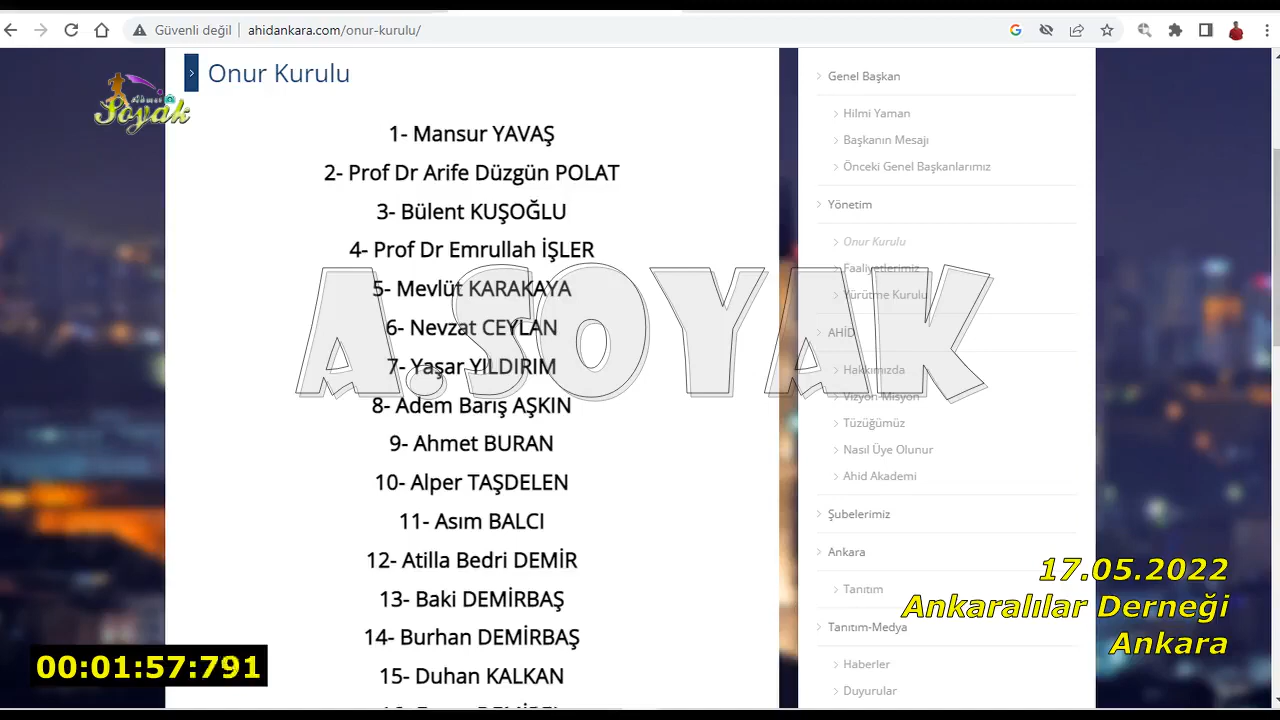 Güvenli değil
ahidankara.com/onur-kurulu/
Onur Kurulu
Soyak
1- Mansur YAVAŞ
2- Prof Dr Arife Düzgün POLAT
3- Bülent KUŞOĞLU
4- Prof Dr Emrullah İŞLER
5- Mevlüt KARAKAYA
6- Nevzat CEYLAN
7- Yaşar YILDIRIM
8- Adem Barış AŞKIN
9- Ahmet BURAN
10- Alper TAŞDELEN
11- Asım BALCI
12- Atilla Bedri DEMİR
13- Baki DEMİRBAŞ
14- Burhan DEMİRBAŞ
15- Duhan KALKAN
A.SOYAK
Genel Başkan
Hilmi Yaman
Başkanın Mesajı
Önceki Genel Başkanlarımız
Yönetim
Onur Kurulu
Faaliyetlerimiz
Yürütme Kurulu
AHİD
Hakkımızda
Vizyon-Misyon
Tüzüğümüz
Nasıl Üye Olunur
Ahid Akademi
Şubelerimiz
Ankara
Tanıtım
Tanıtım-Medya
Haberler
Duyurular
17.05.2022
Ankaralılar Derneği
Ankara
00:01:57:791